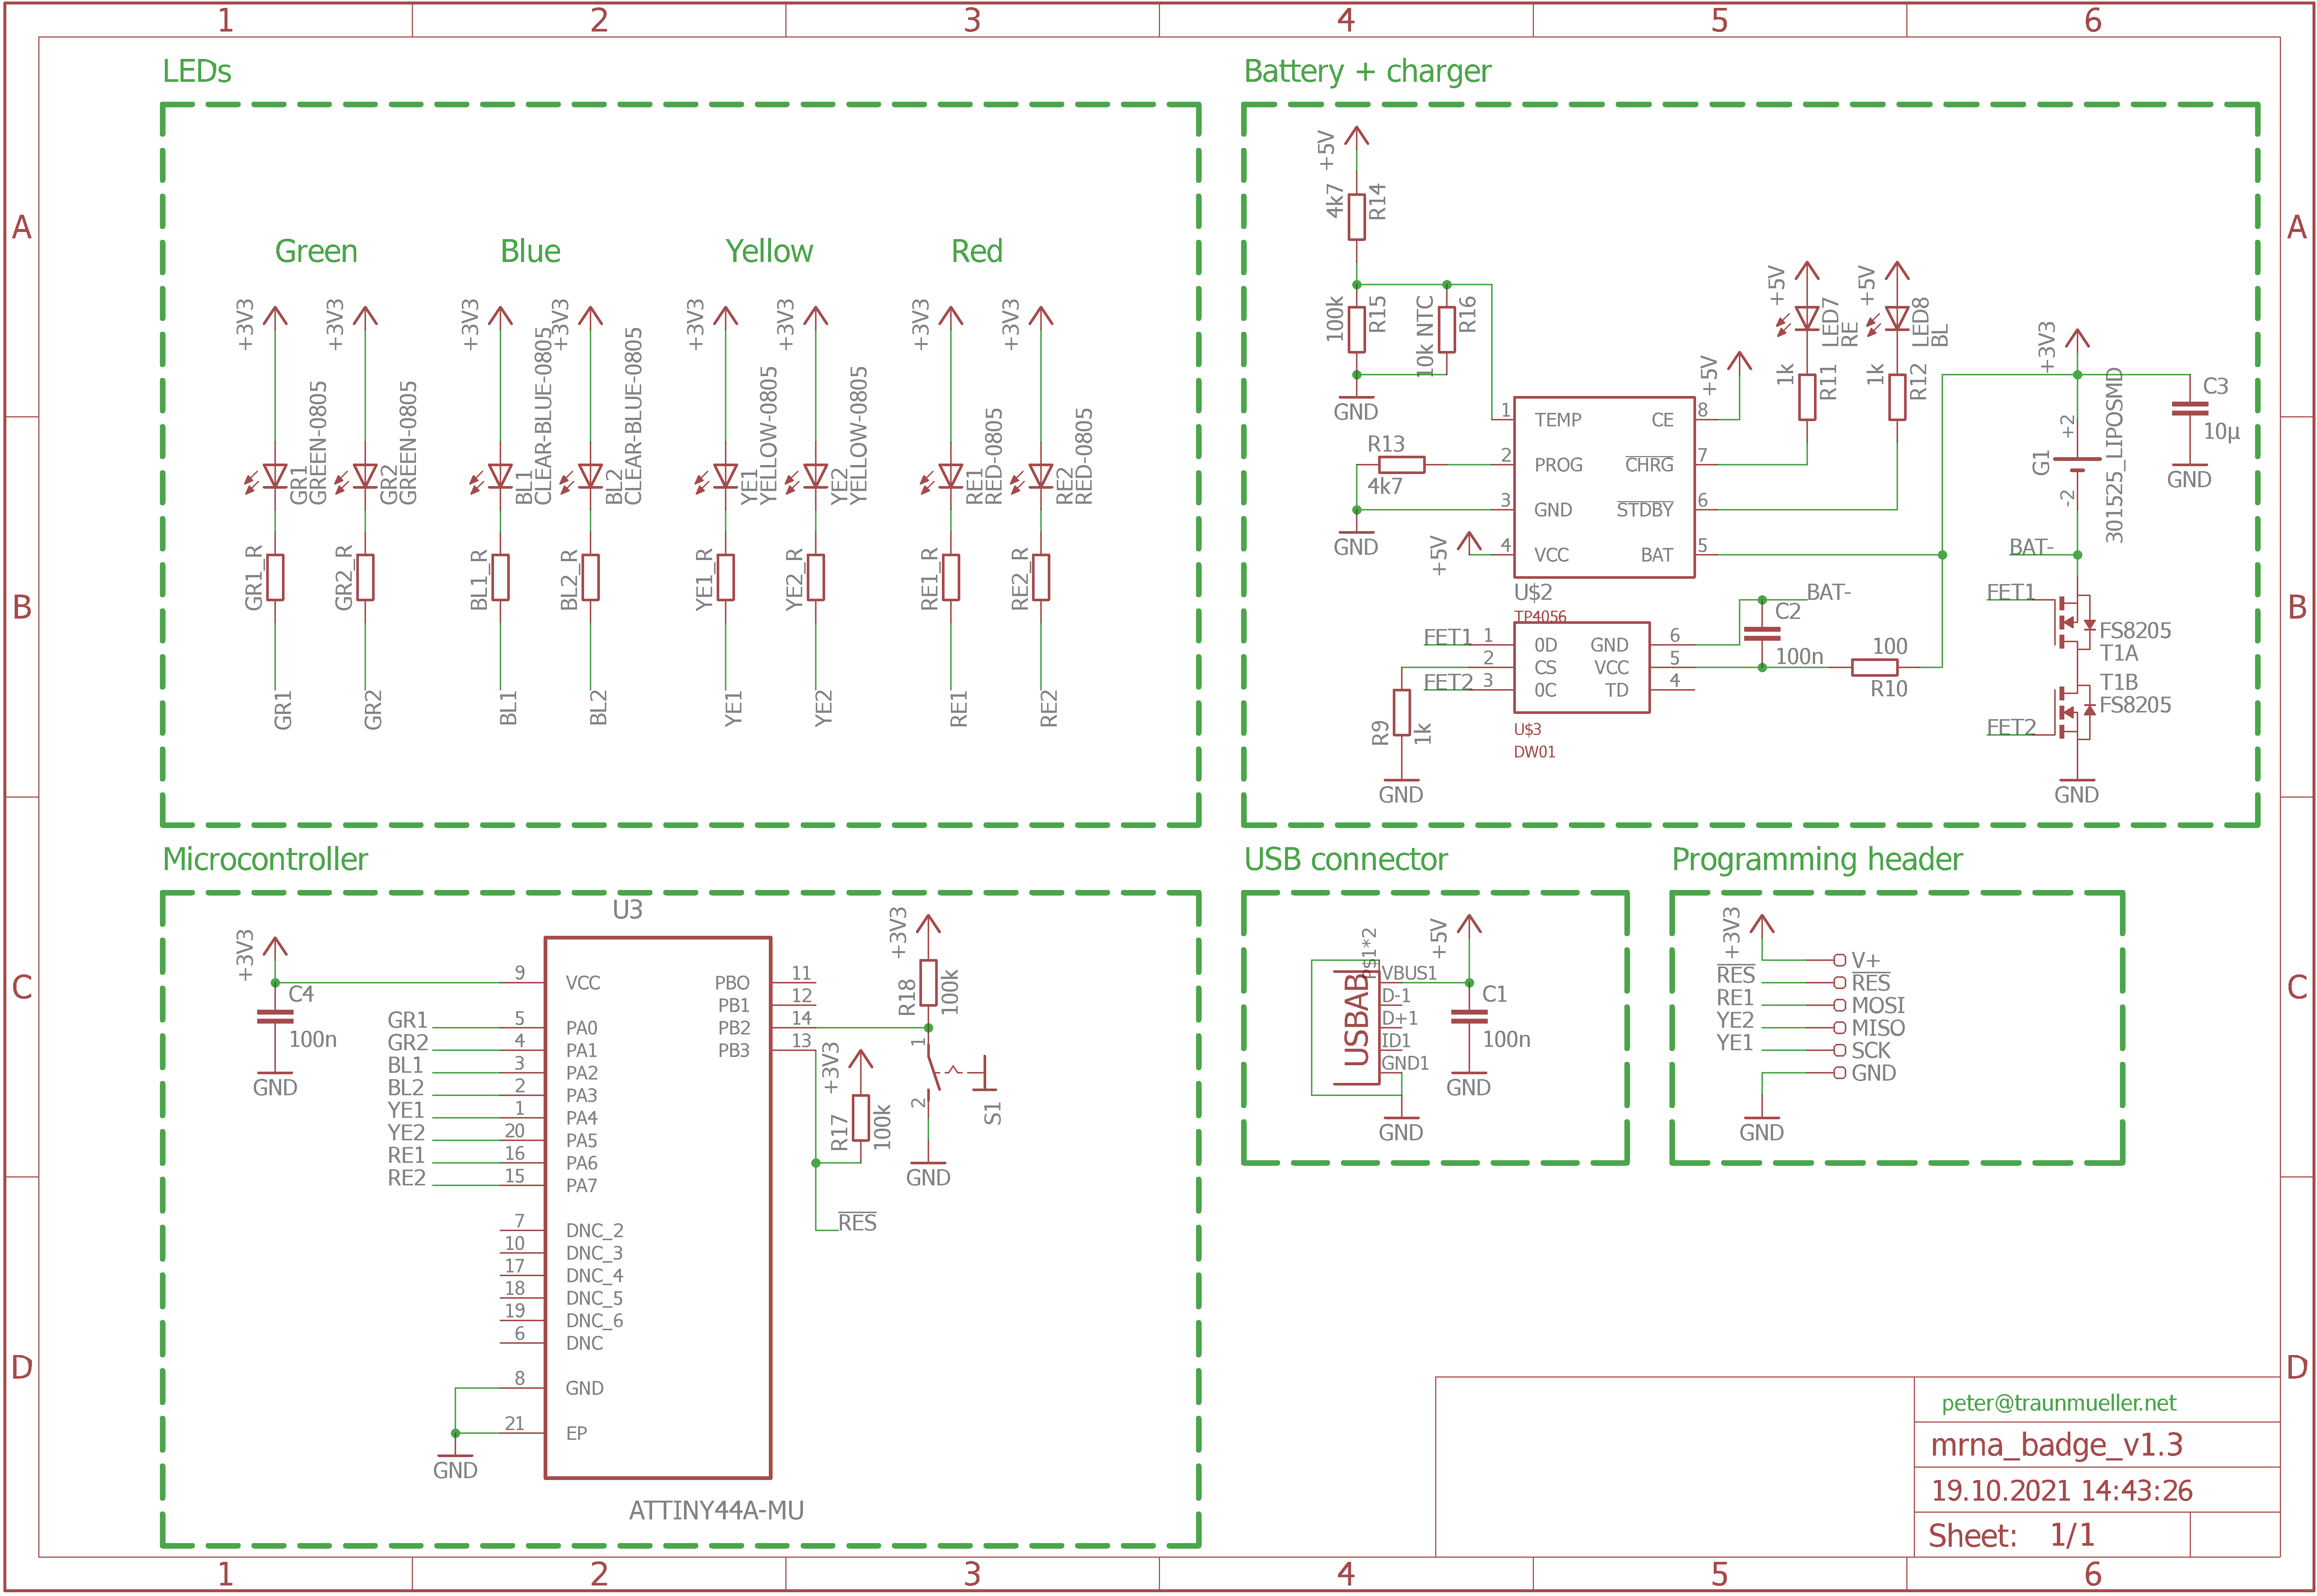 1 2 3 4 5 6
A
B
C
D
LEDs
Green Blue Yellow Red
+3V3 +3V3 +3V3 +3V3 +3V3 +3V3 +3V3 +3V3
GR1
GREEN-0805
GR2
GREEN-0805
BL1
CLEAR-BLUE-0805
BL2
CLEAR-BLUE-0805
YE1
YELLOW-0805
YE2
YELLOW-0805
RE1
RED-0805
RE2
RED-0805
GR1_R GR2_R BL1_R BL2_R YE1_R YE2_R RE1_R RE2_R
GR1 GR2 BL1 BL2 YE1 YE2 RE1 RE2
Battery + charger
+5V
4k7
R14
100k
R15
10k NTC
R16
GND
R13
4k7
GND
+5V
1 TEMP
2 PROG
3 GND
4 VCC
CE 8
CHRG 7
STDBY 6
BAT 5
U$2
TP4056
+5V
+5V
LED7
RE
1k
R11
+5V
LED8
BL
1k
R12
FET1 1 0D
2 CS
FET2 3 0C
GND 6
VCC 5
TD 4
U$3
DW01
R9
1k
GND
BAT-
C2
100n
100
R10
+3V3
G1
+2
-2
301525_LIPOSMD
C3
10µ
GND
BAT-
FET1
FS8205
T1A
T1B
FS8205
FET2
GND
Microcontroller
U3
+3V3
C4
100n
GND
9 VCC
GR1 5 PA0
GR2 4 PA1
BL1 3 PA2
BL2 2 PA3
YE1 1 PA4
YE2 20 PA5
RE1 16 PA6
RE2 15 PA7
7 DNC_2
10 DNC_3
17 DNC_4
18 DNC_5
19 DNC_6
6 DNC
8 GND
21 EP
GND
PB0 11
PB1 12
PB2 14
PB3 13
ATTINY44A-MU
+3V3
R18
100k
+3V3
R17
100k
RES
1
2
S1
GND
USB connector
USBAB
VBUS1
D-1
D+1
ID1
GND1
+5V
C1
100n
GND
GND
Programming header
+3V3
V+
RES RES
RE1 MOSI
YE2 MISO
YE1 SCK
GND
GND
peter@traunmueller.net
mrna_badge_v1.3
19.10.2021 14:43:26
Sheet: 1/1
A
B
C
D
1 2 3 4 5 6